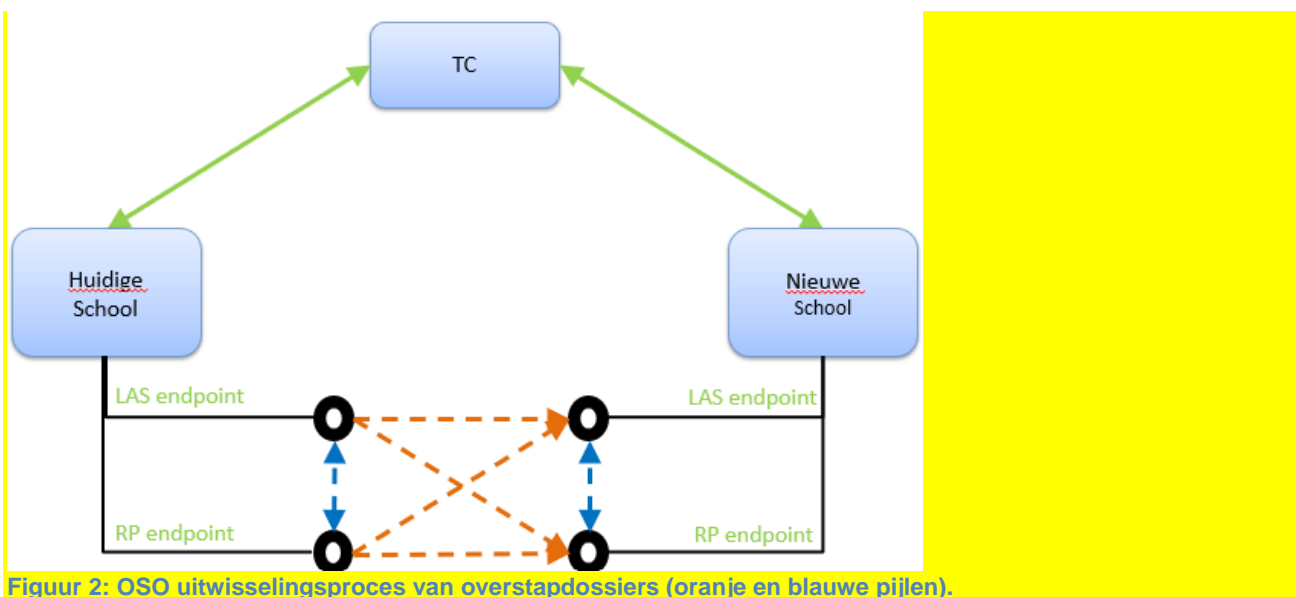 TC
Huidige
School
Nieuwe
School
LAS endpoint
LAS endpoint
RP endpoint
RP endpoint
Figuur 2: OSO uitwisselingsproces van overstapdossiers (oranje en blauwe pijlen).